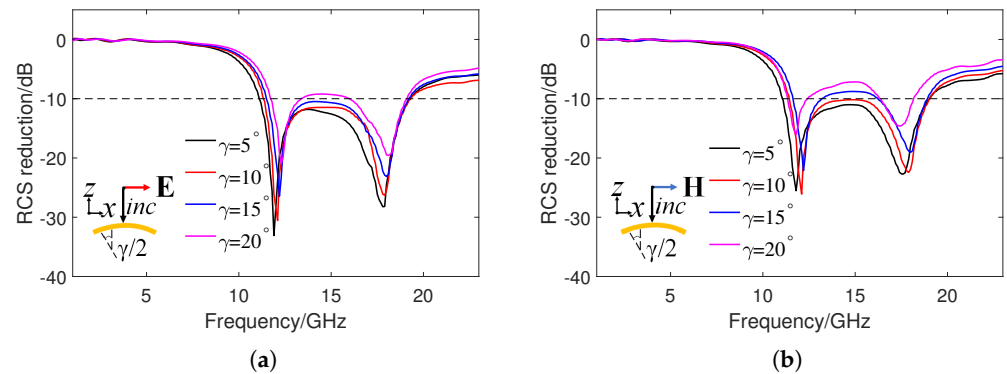 0
-10
-20
-30
-40
RCS reduction/dB
5
10
15
20
Frequency/GHz
γ=5°
γ=10°
γ=15°
γ=20°
z
x
inc
E
γ/2
(a)
0
-10
-20
-30
-40
RCS reduction/dB
5
10
15
20
Frequency/GHz
γ=5°
γ=10°
γ=15°
γ=20°
z
x
inc
H
γ/2
(b)